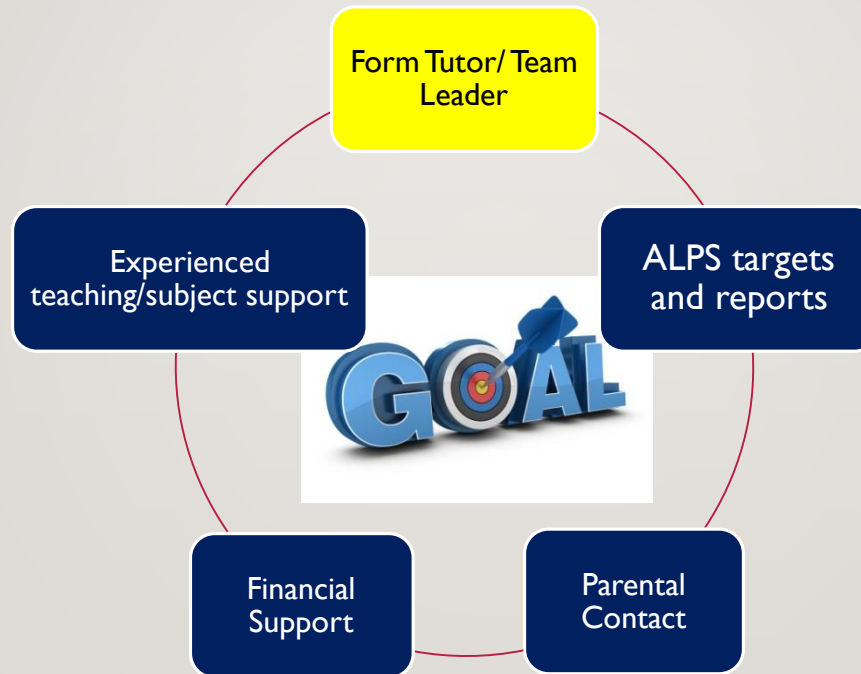 Form Tutor/ Team
Leader
Experienced
teaching/subject support
ALPS targets
and reports
GOAL
Financial
Support
Parental
Contact